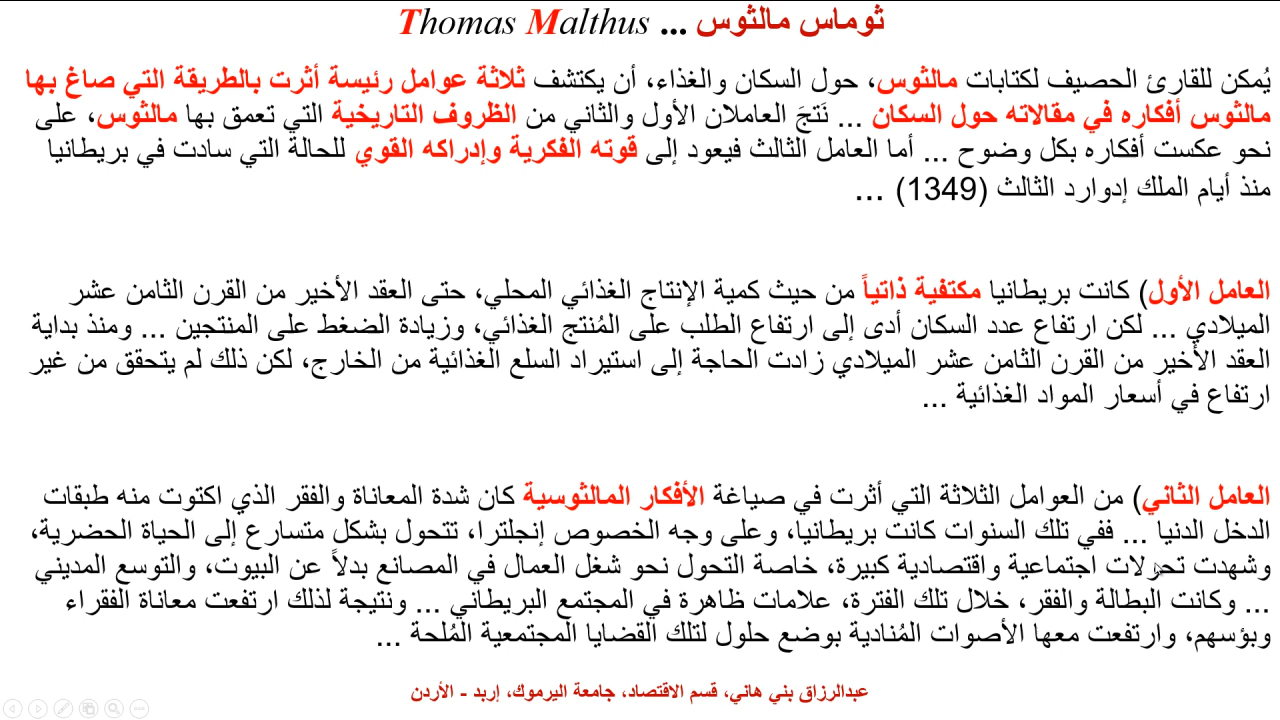 ثوماس مالثوس ... Thomas Malthus
يُمكن للقارئ الحصيف لكتابات مالثوس، حول السكان والغذاء، أن يكتشف ثلاثة عوامل رئيسة أثرت بالطريقة التي صاغ بها
مالثوس أفكاره في مقالاته حول السكان ... نَتجَ العاملان الأول والثاني من الظروف التاريخية التي تعمق بها مالثوس، على
نحو عكست أفكاره بكل وضوح ... أما العامل الثالث فيعود إلى قوته الفكرية وإدراكه القوي للحالة التي سادت في بريطانيا
منذ أيام الملك إدوارد الثالث (1349) ...
العامل الأول) كانت بريطانيا مكتفية ذاتياً من حيث كمية الإنتاج الغذائي المحلي، حتى العقد الأخير من القرن الثامن عشر
الميلادي ... لكن ارتفاع عدد السكان أدى إلى ارتفاع الطلب على المُنتج الغذائي، وزيادة الضغط على المنتجين ... ومنذ بداية
العقد الأخير من القرن الثامن عشر الميلادي زادت الحاجة إلى استيراد السلع الغذائية من الخارج، لكن ذلك لم يتحقق من غير
ارتفاع في أسعار المواد الغذائية ...
العامل الثاني) من العوامل الثلاثة التي أثرت في صياغة الأفكار المالثوسية كان شدة المعاناة والفقر الذي اكتوت منه طبقات
الدخل الدنيا ... ففي تلك السنوات كانت بريطانيا، وعلى وجه الخصوص إنجلترا، تتحول بشكل متسارع إلى الحياة الحضرية،
وشهدت تحولات اجتماعية واقتصادية كبيرة، خاصة التحول نحو شغل العمال في المصانع بدلاً عن البيوت، والتوسع المديني
... وكانت البطالة والفقر، خلال تلك الفترة، علامات ظاهرة في المجتمع البريطاني ... ونتيجة لذلك ارتفعت معاناة الفقراء
وبؤسهم، وارتفعت معها الأصوات المُنادية بوضع حلول لتلك القضايا المجتمعية المُلحة ...
عبدالرزاق بني هاني، قسم الاقتصاد، جامعة اليرموك، إربد - الأردن